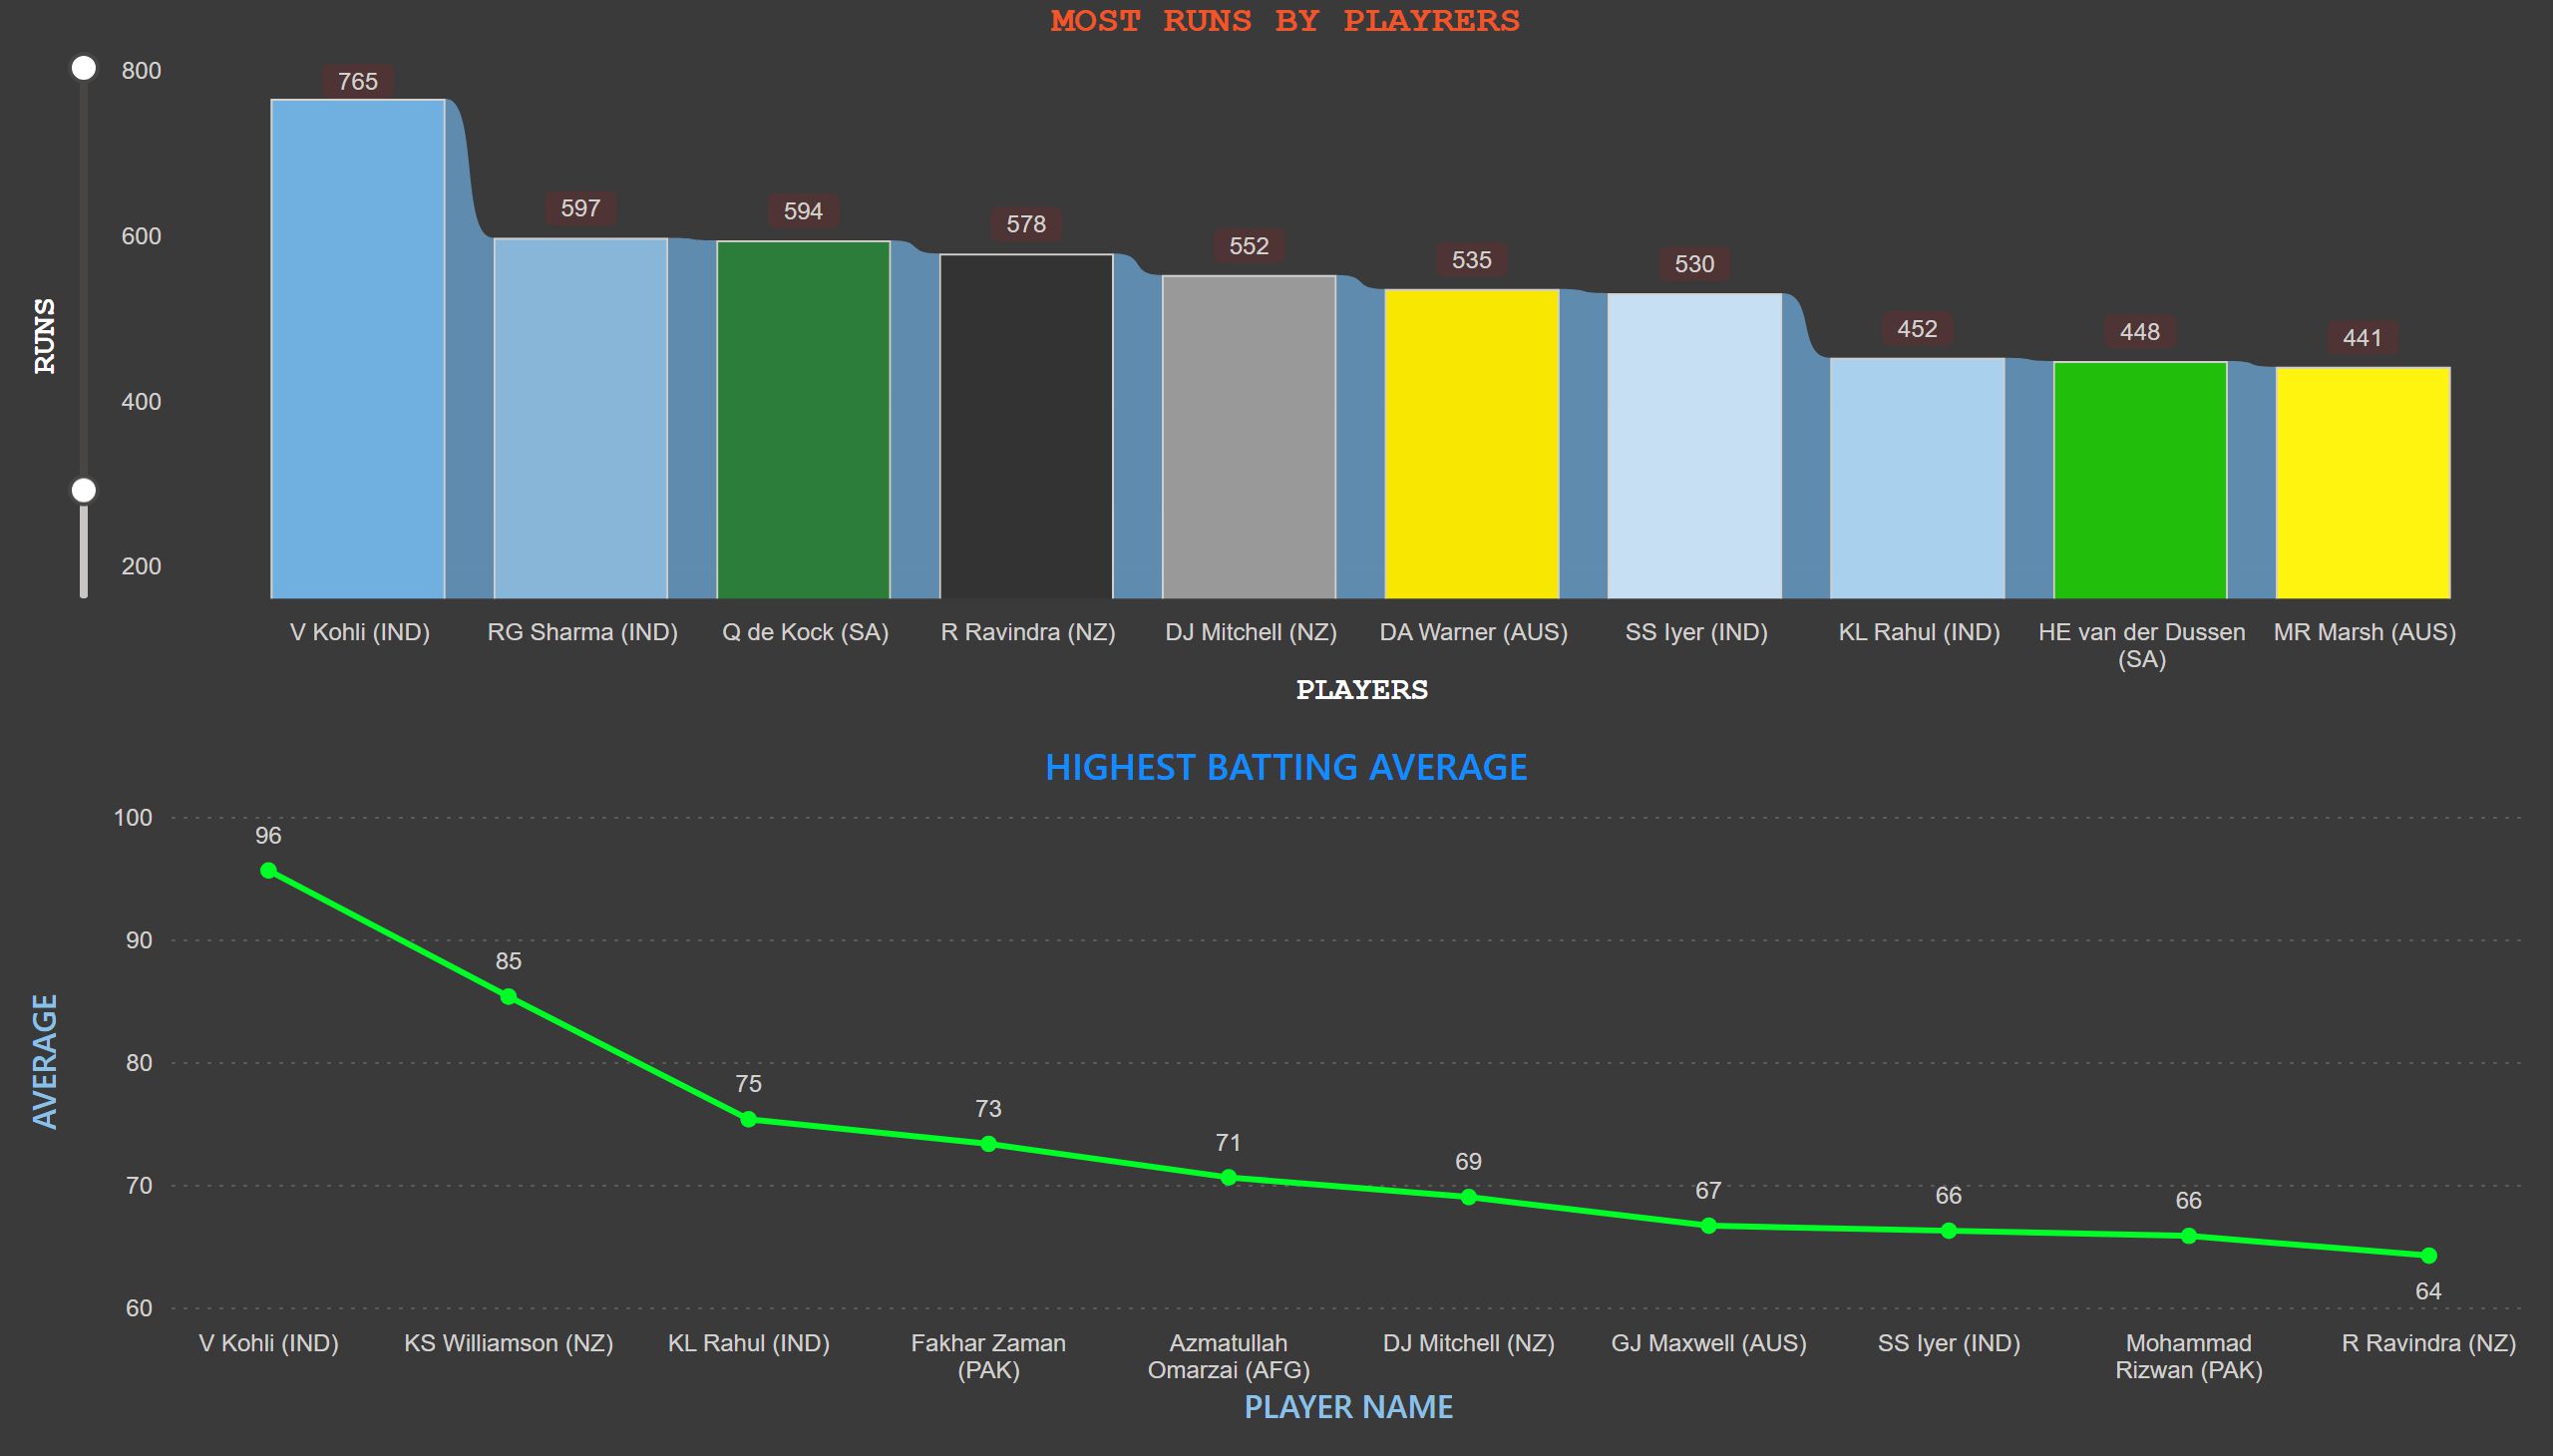 MOST RUNS BY PLAYRERS
800
600
400
200
RUNS
765
597
594
578
552
535
530
452
448
441
V Kohli (IND)
RG Sharma (IND)
Q de Kock (SA)
R Ravindra (NZ)
DJ Mitchell (NZ)
DA Warner (AUS)
SS Iyer (IND)
KL Rahul (IND)
HE van der Dussen
(SA)
MR Marsh (AUS)
PLAYERS
HIGHEST BATTING AVERAGE
100
90
80
70
60
AVERAGE
96
85
75
73
71
69
67
66
66
64
V Kohli (IND)
KS Williamson (NZ)
KL Rahul (IND)
Fakhar Zaman
(PAK)
Azmatullah
Omarzai (AFG)
DJ Mitchell (NZ)
GJ Maxwell (AUS)
SS Iyer (IND)
Mohammad
Rizwan (PAK)
R Ravindra (NZ)
PLAYER NAME